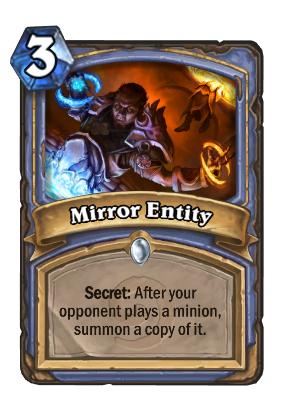 3
Mirror Entity
Secret: After your
opponent plays a minion,
summon a copy of it.